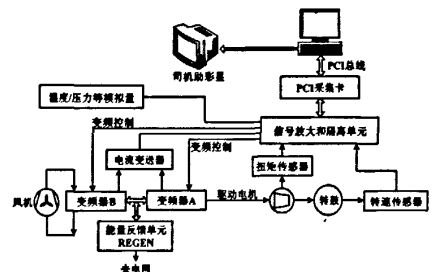 司机助彩显
PCI总线
PCI采集卡
温度/压力等模拟量
变频控制
信号放大和隔离单元
变频控制
电流变送器
扭矩传感器
风机
变频器B
变频器A
驱动电机
转鼓
转速传感器
能量反馈单元
REGEN
去电网